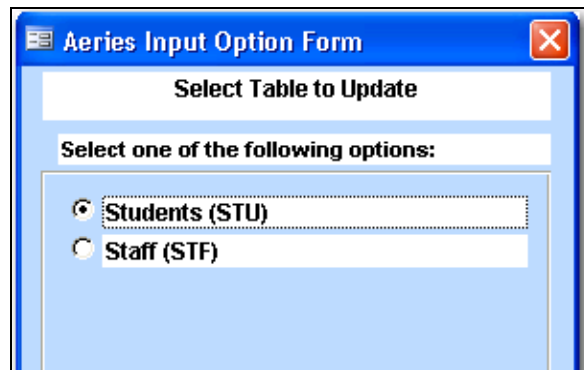 Aeries Input Option Form
Select Table to Update
Select one of the following options:
Students (STU)
Staff (STF)